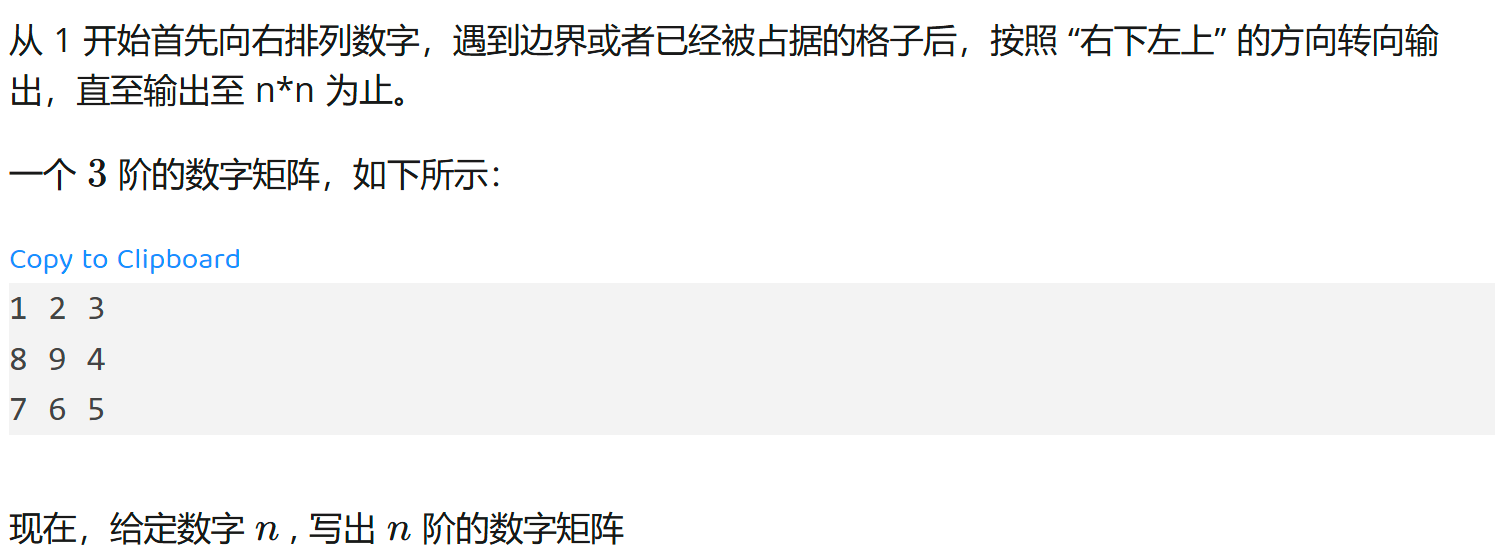 从 1 开始首先向右排列数字，遇到边界或者已经被占据的格子后，按照 “右下左上” 的方向转向输
出，直至输出至 n*n 为止。
一个 3 阶的数字矩阵，如下所示：
Copy to Clipboard
1 2 3
8 9 4
7 6 5
现在，给定数字 n , 写出 n 阶的数字矩阵